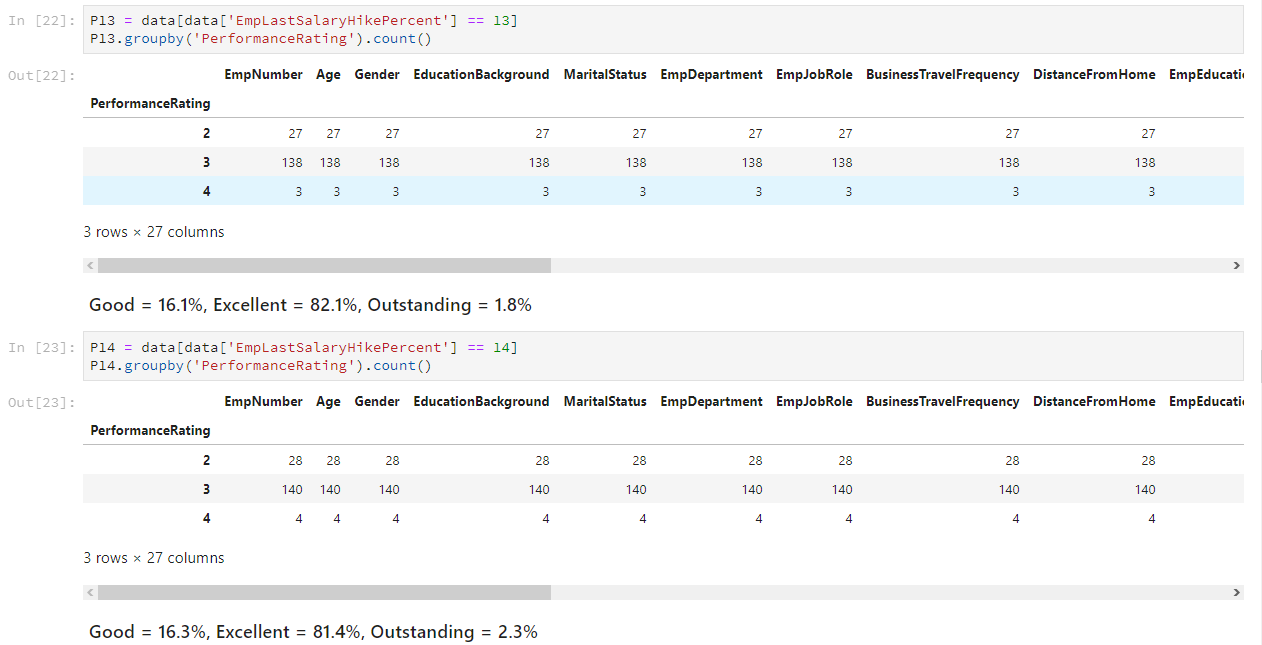 In [22]: P13 = data[data['EmpLastSalaryHikePercent'] == 13]
P13.groupby('PerformanceRating').count()
Out[22]:
EmpNumber Age Gender EducationBackground MaritalStatus EmpDepartment EmpJobRole BusinessTravelFrequency DistanceFromHome EmpEducati
PerformanceRating
2 27 27 27 27 27 27 27 27 27
3 138 138 138 138 138 138 138 138 138
4 3 3 3 3 3 3 3 3 3
3 rows × 27 columns
Good = 16.1%, Excellent = 82.1%, Outstanding = 1.8%
In [23]: P14 = data[data['EmpLastSalaryHikePercent'] == 14]
P14.groupby('PerformanceRating').count()
Out[23]:
EmpNumber Age Gender EducationBackground MaritalStatus EmpDepartment EmpJobRole BusinessTravelFrequency DistanceFromHome EmpEducati
PerformanceRating
2 28 28 28 28 28 28 28 28 28
3 140 140 140 140 140 140 140 140 140
4 4 4 4 4 4 4 4 4 4
3 rows × 27 columns
Good = 16.3%, Excellent = 81.4%, Outstanding = 2.3%